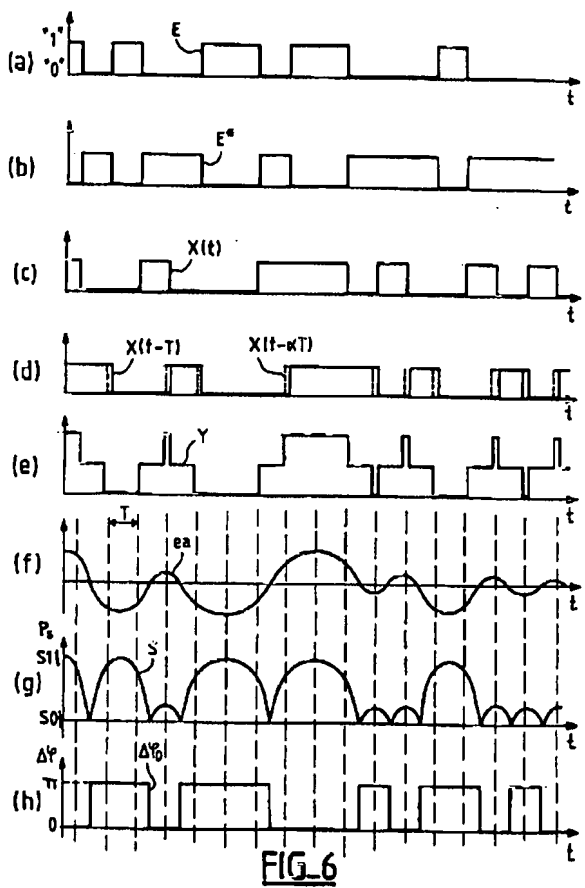 "1"
E
(a)
"0"
t
(b)
E*
t
(c)
X(t)
t
(d)
X(t-T)
X(t-αT)
t
(e)
Y
t
T
(f)
ea
t
Ps
S1
S
(g)
S0
t
Δφ
Δφ0
π
(h)
0
t
FIG_6